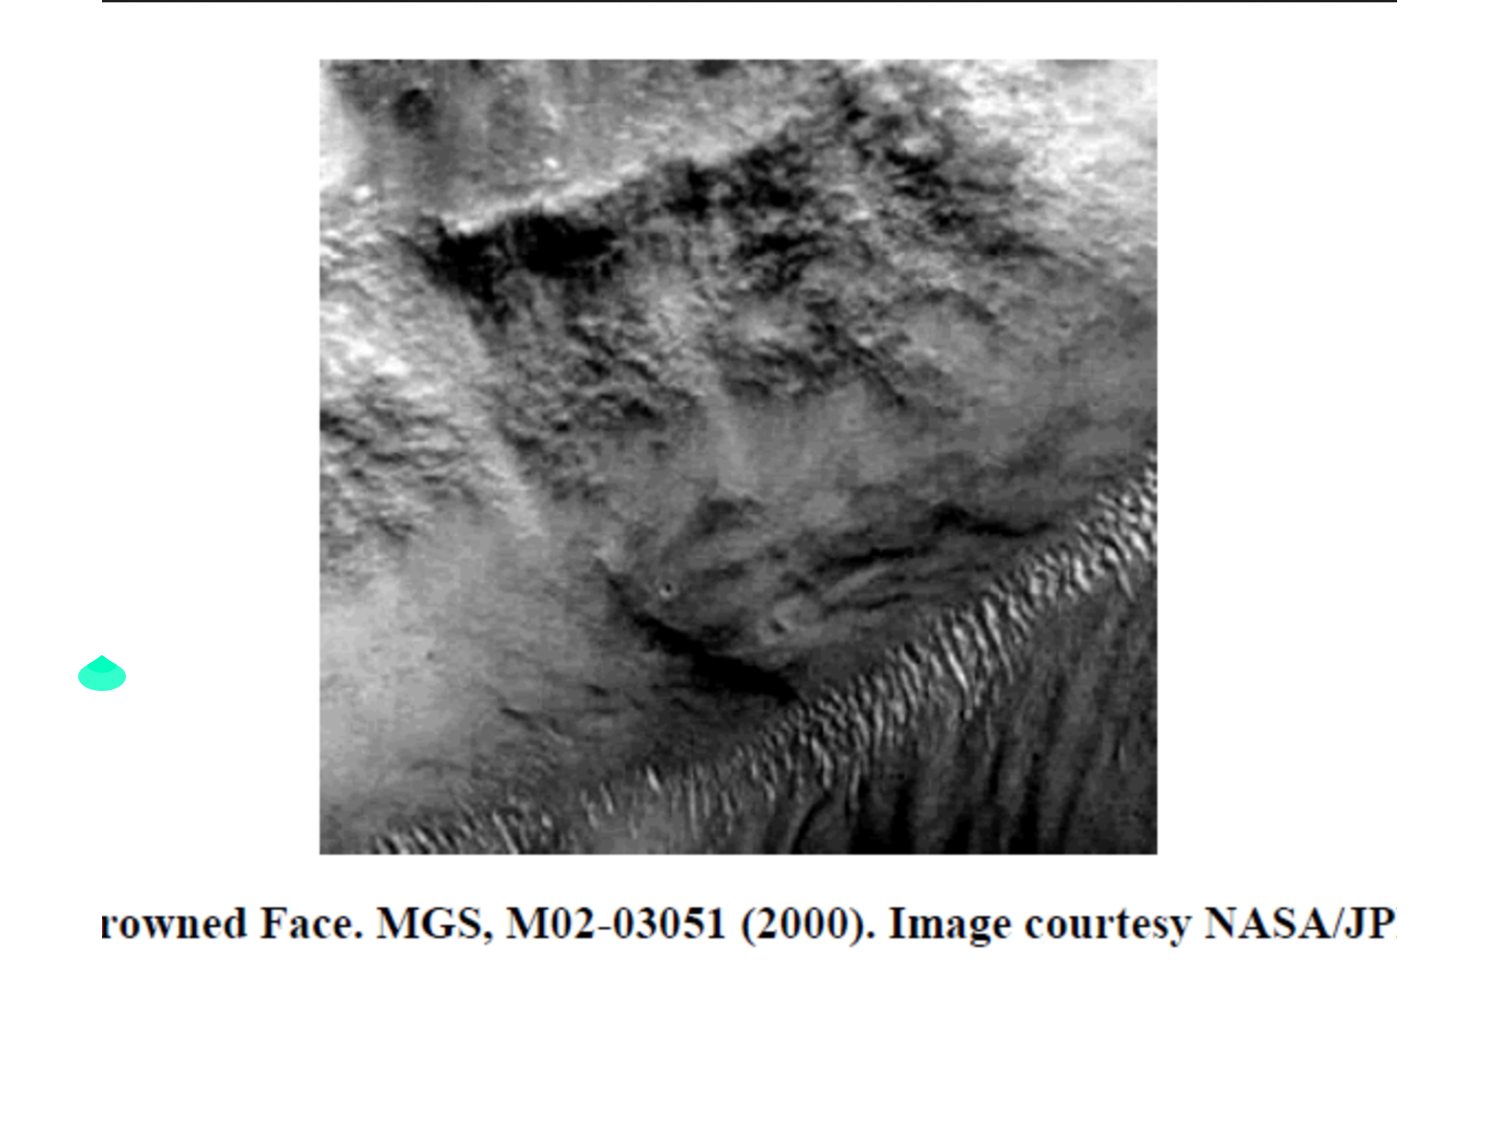 rowned Face. MGS, M02-03051 (2000). Image courtesy NASA/JP